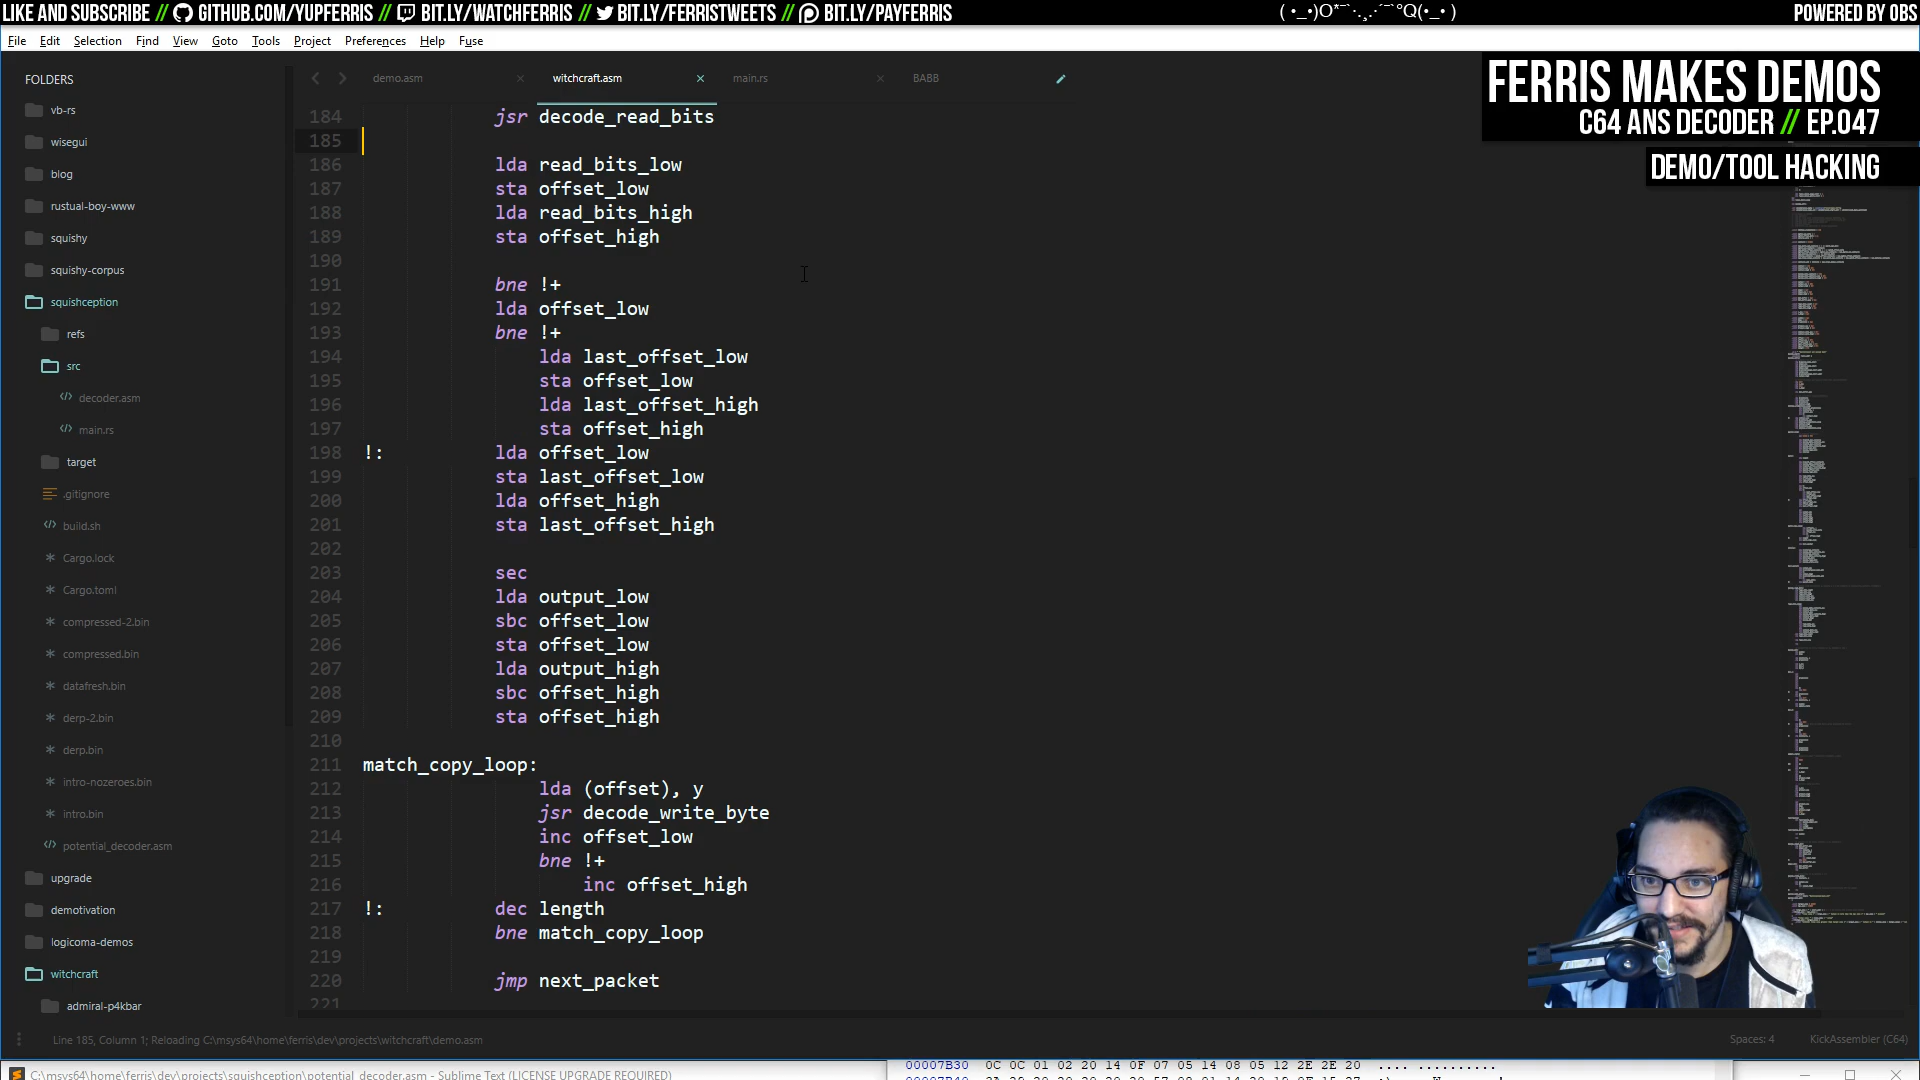 LIKE AND SUBSCRIBE // GITHUB.COM/YUPFERRIS // BIT.LY/WATCHFERRIS // BIT.LY/FERRISTWEETS // BIT.LY/PAYFERRIS
POWERED BY OBS
File Edit Selection Find View Goto Tools Project Preferences Help Fuse
FERRIS MAKES DEMOS
C64 ANS DECODER // EP.047
DEMO/TOOL HACKING
FOLDERS
vb-rs
wisegui
blog
rustual-boy-www
squishy
squishy-corpus
squishception
refs
src
decoder.asm
main.rs
target
.gitignore
build.sh
Cargo.lock
Cargo.toml
compressed-2.bin
compressed.bin
datafresh.bin
derp-2.bin
derp.bin
intro-nozeroes.bin
intro.bin
potential_decoder.asm
upgrade
demotivation
logicoma-demos
witchcraft
admiral-p4kbar
demo.asm witchcraft.asm main.rs BABB
184 jsr decode_read_bits
185
186 lda read_bits_low
187 sta offset_low
188 lda read_bits_high
189 sta offset_high
190
191 bne !+
192 lda offset_low
193 bne !+
194 lda last_offset_low
195 sta offset_low
196 lda last_offset_high
197 sta offset_high
198 !: lda offset_low
199 sta last_offset_low
200 lda offset_high
201 sta last_offset_high
202
203 sec
204 lda output_low
205 sbc offset_low
206 sta offset_low
207 lda output_high
208 sbc offset_high
209 sta offset_high
210
211 match_copy_loop:
212 lda (offset), y
213 jsr decode_write_byte
214 inc offset_low
215 bne !+
216 inc offset_high
217 !: dec length
218 bne match_copy_loop
219
220 jmp next_packet
221
Line 185, Column 1; Reloading C:\msys64\home\ferris\dev\projects\witchcraft\demo.asm
Spaces: 4 KickAssembler (C64)
C:\msys64\home\ferris\dev\projects\squishception\potential_decoder.asm - Sublime Text (LICENSE UPGRADE REQUIRED)
00007B30 0C 0C 01 02 20 14 0F 07 05 14 08 05 12 2E 2E 20